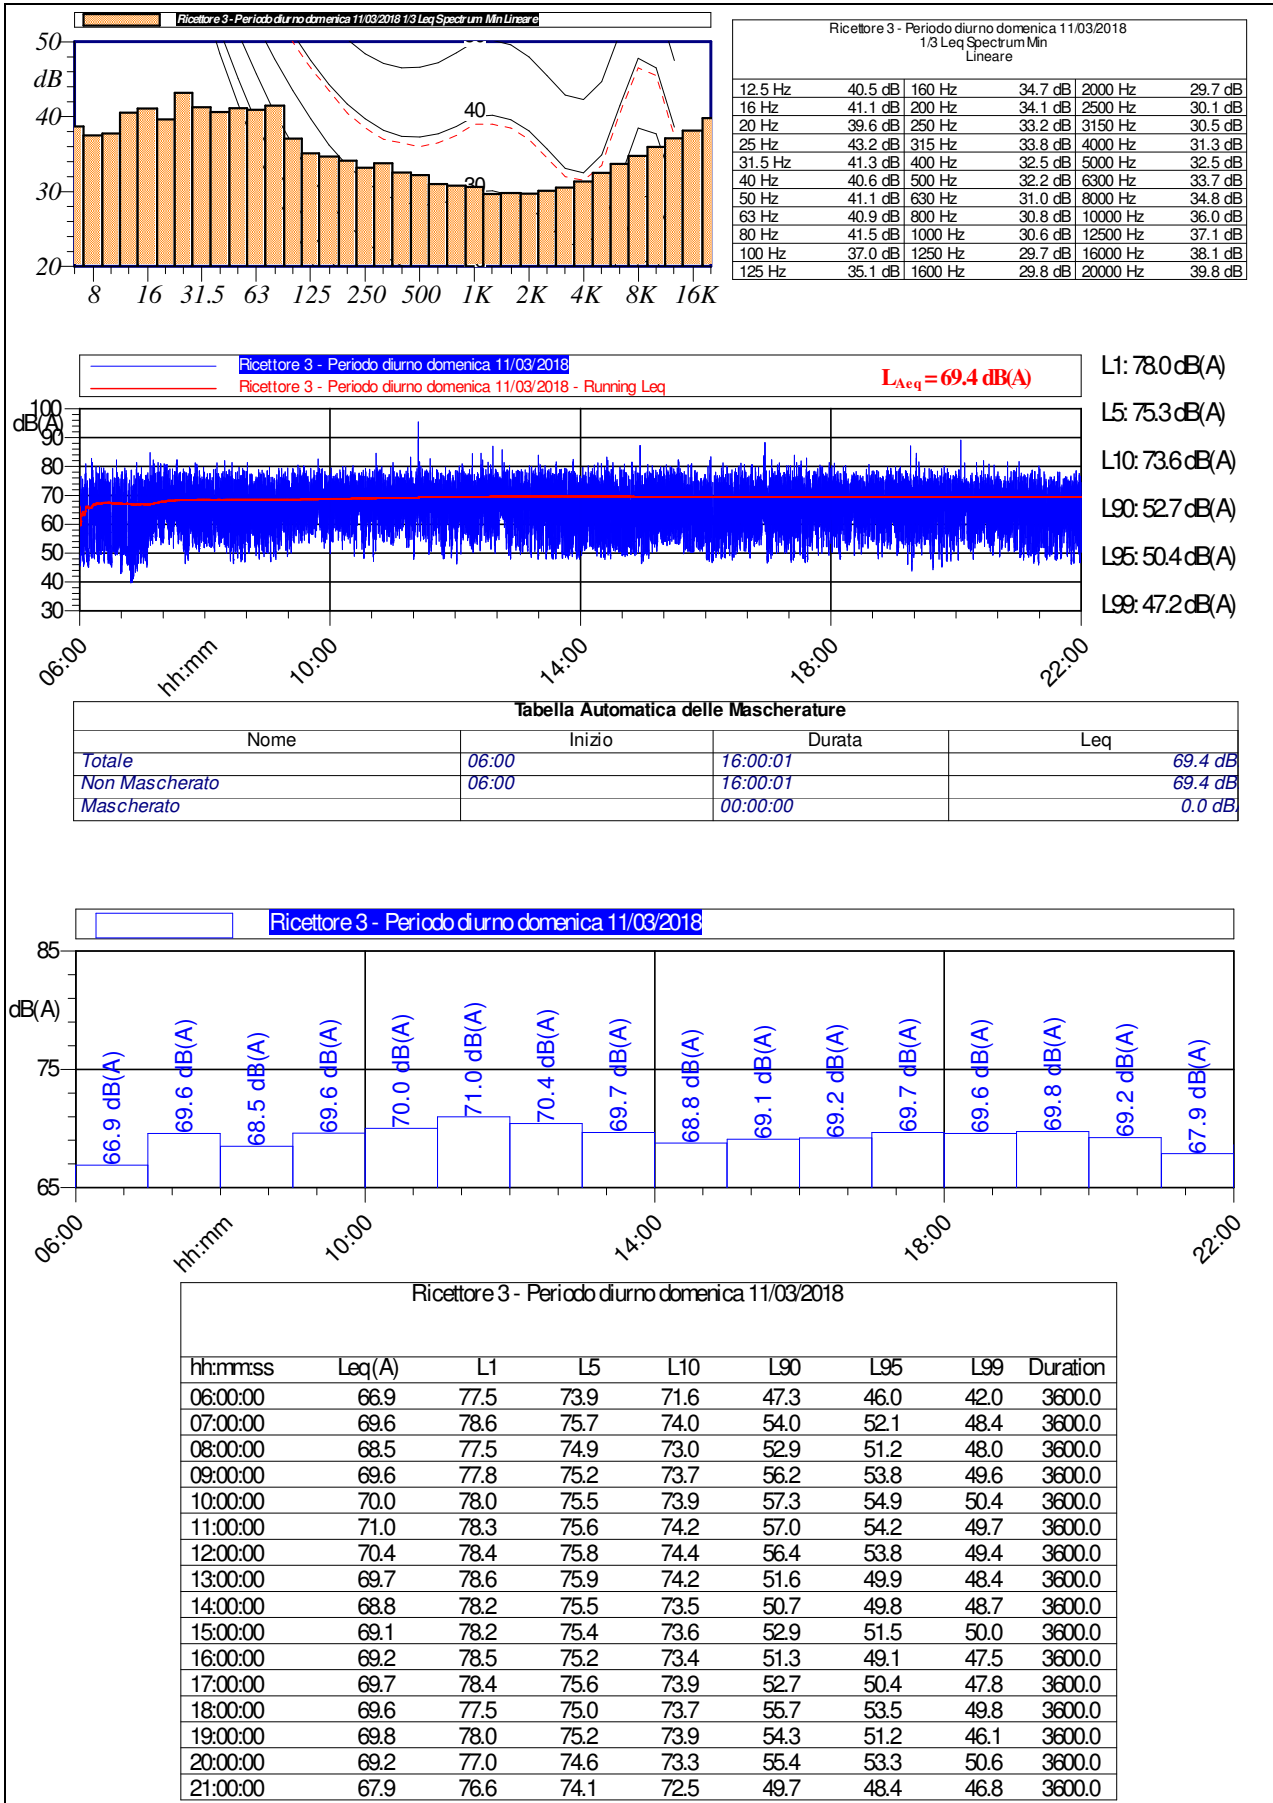 Ricettore 3 - Periodo diurno domenica 11/03/2018 1/3 Leq Spectrum Min Lineare
50
dB
40
30
20
40
30
8 16 31.5 63 125 250 500 1K 2K 4K 8K 16K
Ricettore 3 - Periodo diurno domenica 11/03/2018
1/3 Leq Spectrum Min
Lineare
12.5 Hz 40.5 dB 160 Hz 34.7 dB 2000 Hz 29.7 dB
16 Hz 41.1 dB 200 Hz 34.1 dB 2500 Hz 30.1 dB
20 Hz 39.6 dB 250 Hz 33.2 dB 3150 Hz 30.5 dB
25 Hz 43.2 dB 315 Hz 33.8 dB 4000 Hz 31.3 dB
31.5 Hz 41.3 dB 400 Hz 32.5 dB 5000 Hz 32.5 dB
40 Hz 40.6 dB 500 Hz 32.2 dB 6300 Hz 33.7 dB
50 Hz 41.1 dB 630 Hz 31.0 dB 8000 Hz 34.8 dB
63 Hz 40.9 dB 800 Hz 30.8 dB 10000 Hz 36.0 dB
80 Hz 41.5 dB 1000 Hz 30.6 dB 12500 Hz 37.1 dB
100 Hz 37.0 dB 1250 Hz 29.7 dB 16000 Hz 38.1 dB
125 Hz 35.1 dB 1600 Hz 29.8 dB 20000 Hz 39.8 dB
Ricettore 3 - Periodo diurno domenica 11/03/2018
Ricettore 3 - Periodo diurno domenica 11/03/2018 - Running Leq
LAeq = 69.4 dB(A)
L1: 78.0 dB(A)
L5: 75.3 dB(A)
L10: 73.6 dB(A)
L90: 52.7 dB(A)
L95: 50.4 dB(A)
L99: 47.2 dB(A)
100
dB(A)
90
80
70
60
50
40
30
06:00 hh:mm 10:00 14:00 18:00 22:00
Tabella Automatica delle Mascherature
Nome Inizio Durata Leq
Totale 06:00 16:00:01 69.4 dB
Non Mascherato 06:00 16:00:01 69.4 dB
Mascherato 00:00:00 0.0 dB
Ricettore 3 - Periodo diurno domenica 11/03/2018
85
dB(A)
75
65
66.9 dB(A)
69.6 dB(A)
68.5 dB(A)
69.6 dB(A)
70.0 dB(A)
71.0 dB(A)
70.4 dB(A)
69.7 dB(A)
68.8 dB(A)
69.1 dB(A)
69.2 dB(A)
69.7 dB(A)
69.6 dB(A)
69.8 dB(A)
69.2 dB(A)
67.9 dB(A)
06:00 hh:mm 10:00 14:00 18:00 22:00
Ricettore 3 - Periodo diurno domenica 11/03/2018
hh:mm:ss Leq(A) L1 L5 L10 L90 L95 L99 Duration
06:00:00 66.9 77.5 73.9 71.6 47.3 46.0 42.0 3600.0
07:00:00 69.6 78.6 75.7 74.0 54.0 52.1 48.4 3600.0
08:00:00 68.5 77.5 74.9 73.0 52.9 51.2 48.0 3600.0
09:00:00 69.6 77.8 75.2 73.7 56.2 53.8 49.6 3600.0
10:00:00 70.0 78.0 75.5 73.9 57.3 54.9 50.4 3600.0
11:00:00 71.0 78.3 75.6 74.2 57.0 54.2 49.7 3600.0
12:00:00 70.4 78.4 75.8 74.4 56.4 53.8 49.4 3600.0
13:00:00 69.7 78.6 75.9 74.2 51.6 49.9 48.4 3600.0
14:00:00 68.8 78.2 75.5 73.5 50.7 49.8 48.7 3600.0
15:00:00 69.1 78.2 75.4 73.6 52.9 51.5 50.0 3600.0
16:00:00 69.2 78.5 75.2 73.4 51.3 49.1 47.5 3600.0
17:00:00 69.7 78.4 75.6 73.9 52.7 50.4 47.8 3600.0
18:00:00 69.6 77.5 75.0 73.7 55.7 53.5 49.8 3600.0
19:00:00 69.8 78.0 75.2 73.9 54.3 51.2 46.1 3600.0
20:00:00 69.2 77.0 74.6 73.3 55.4 53.3 50.6 3600.0
21:00:00 67.9 76.6 74.1 72.5 49.7 48.4 46.8 3600.0